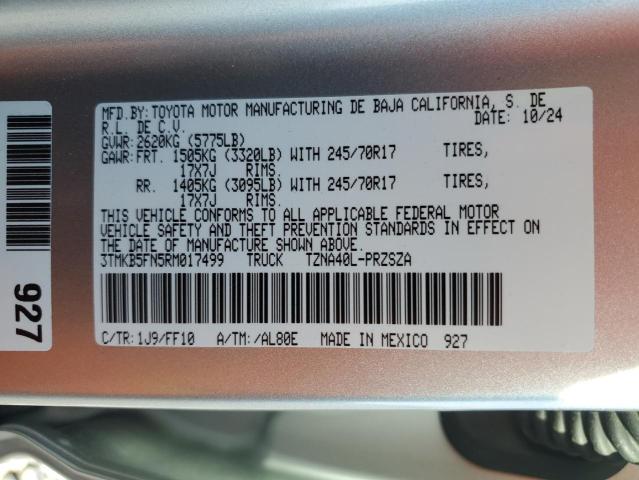 MFD.BY:TOYOTA MOTOR MANUFACTURING DE BAJA CALIFORNIA, S. DE
R.L. DE C.V. DATE: 10/24
GVWR:2620KG (5775LB)
GAWR:FRT. 1505KG (3320LB) WITH 245/70R17 TIRES,
17X7J RIMS.
RR. 1405KG (3095LB) WITH 245/70R17 TIRES,
17X7J RIMS.
THIS VEHICLE CONFORMS TO ALL APPLICABLE FEDERAL MOTOR
VEHICLE SAFETY AND THEFT PREVENTION STANDARDS IN EFFECT ON
THE DATE OF MANUFACTURE SHOWN ABOVE.
3TMKB5FN5RM017499 TRUCK TZNA40L-PRZSZA
C/TR:1J9/FF10 A/TM:/AL80E MADE IN MEXICO 927
927